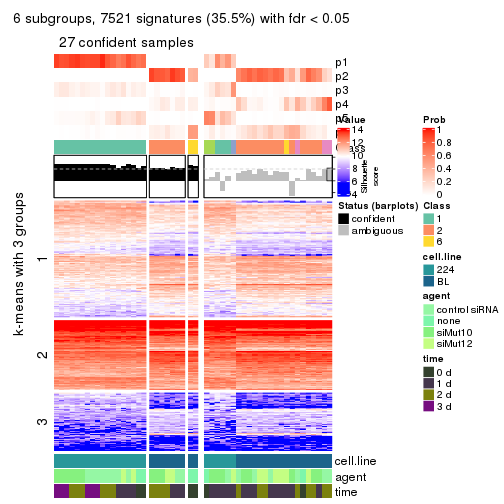 6 subgroups, 7521 signatures (35.5%) with fdr < 0.05
27 confident samples
p1
p2
p3
p4
p5
k-means with 3 groups
1
2
3
Value
14
12
10
8
6
4
Silhouette
score
Prob
1
0.8
0.6
0.4
0.2
0
Status (barplots)
confident
ambiguous
Class
1
2
6
cell.line
224
BL
agent
control siRNA
none
siMut10
siMut12
time
0 d
1 d
2 d
3 d
cell.line
agent
time